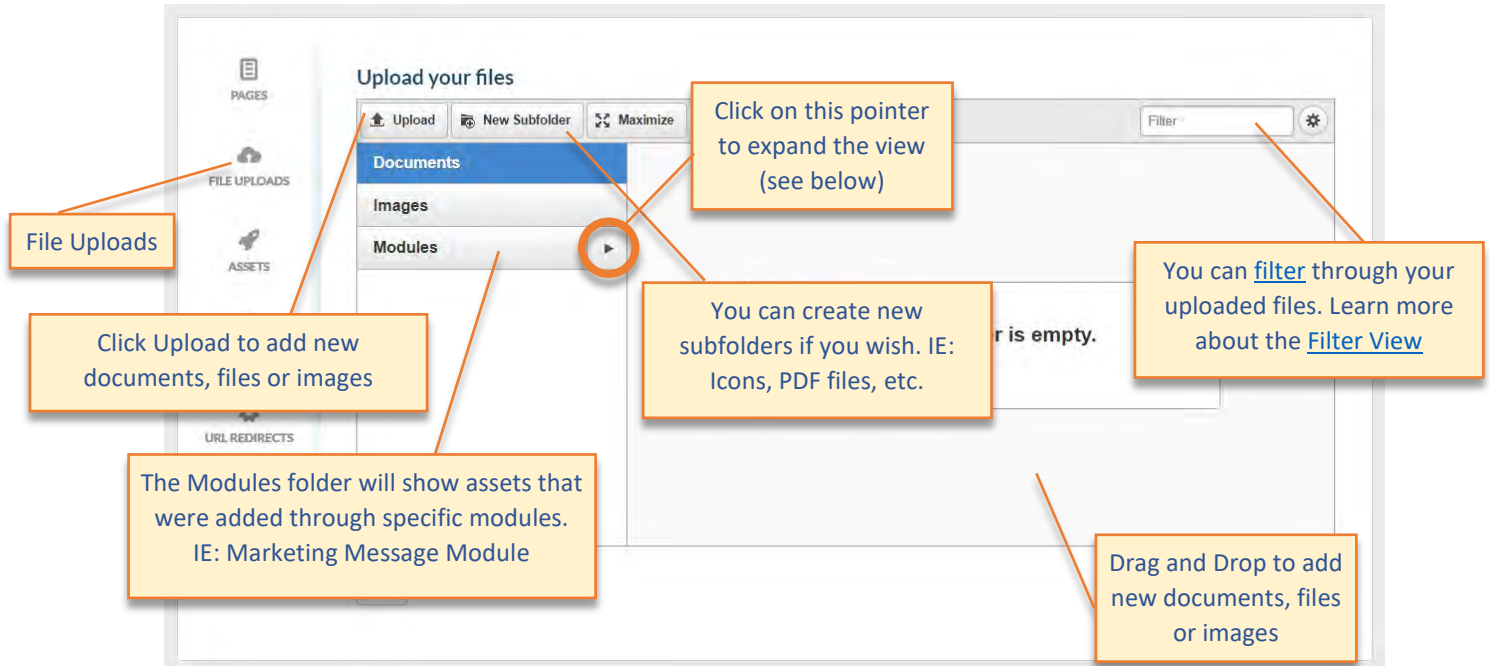 PAGES
FILE UPLOADS
ASSETS
URL REDIRECTS
Upload your files
Upload
New Subfolder
Maximize
Filter
Documents
Images
Modules
is empty.
File Uploads
Click Upload to add new
documents, files or images
The Modules folder will show assets that
were added through specific modules.
IE: Marketing Message Module
Click on this pointer
to expand the view
(see below)
You can create new
subfolders if you wish. IE:
Icons, PDF files, etc.
You can filter through your
uploaded files. Learn more
about the Filter View
Drag and Drop to add
new documents, files
or images